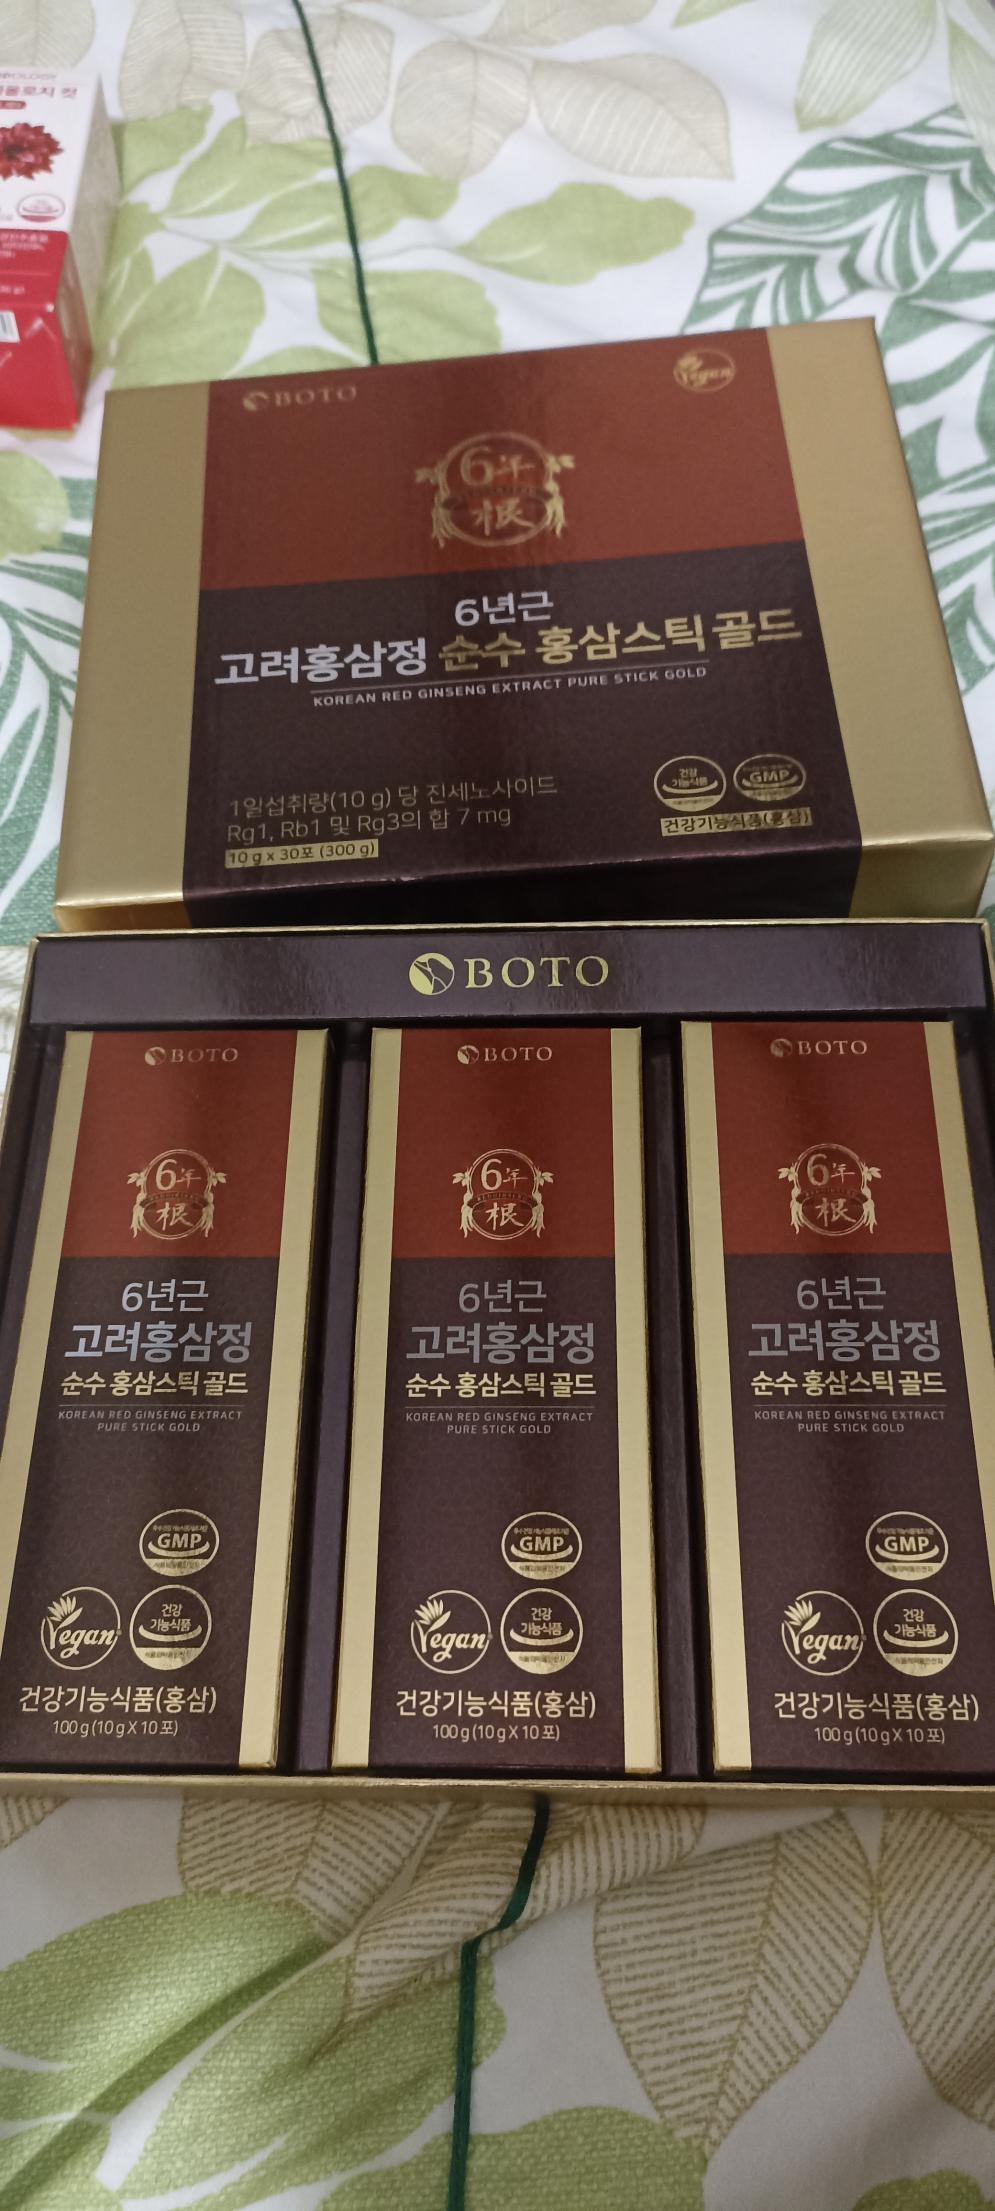 올로지 컷
BOTO
Vegan
6年
根
6년근
고려홍삼정 순수 홍삼스틱 골드
KOREAN RED GINSENG EXTRACT PURE STICK GOLD
1일섭취량(10 g) 당 진세노사이드
Rg1, Rb1 및 Rg3의 합 7 mg
10 g x 30포 (300 g)
건강
기능식품
GMP
건강기능식품(홍삼)
BOTO
BOTO
6年
根
6년근
고려홍삼정
순수 홍삼스틱 골드
KOREAN RED GINSENG EXTRACT
PURE STICK GOLD
GMP
Vegan
건강
기능식품
건강기능식품(홍삼)
100 g (10 g X 10 포)
BOTO
6年
根
6년근
고려홍삼정
순수 홍삼스틱 골드
KOREAN RED GINSENG EXTRACT
PURE STICK GOLD
GMP
Vegan
건강
기능식품
건강기능식품(홍삼)
100 g (10 g X 10 포)
BOTO
6年
根
6년근
고려홍삼정
순수 홍삼스틱 골드
KOREAN RED GINSENG EXTRACT
PURE STICK GOLD
GMP
Vegan
건강
기능식품
건강기능식품(홍삼)
100 g (10 g X 10 포)